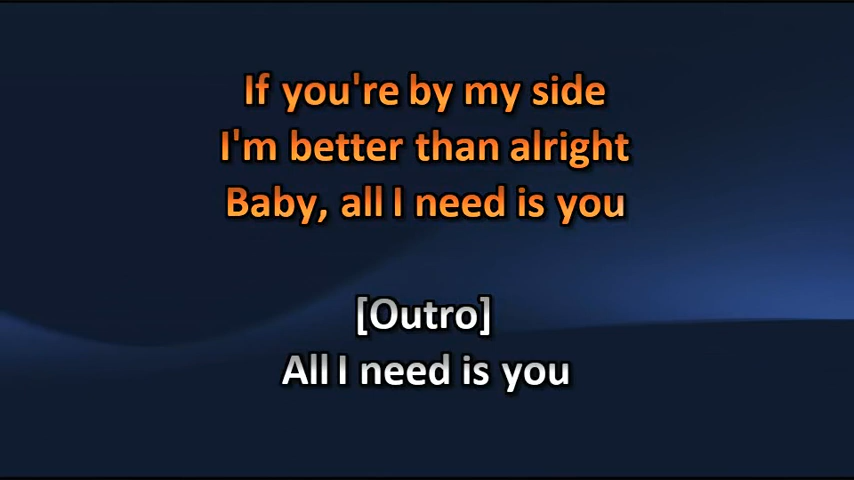 If you're by my side
I'm better than alright
Baby, all I need is you
[Outro]
All I need is you